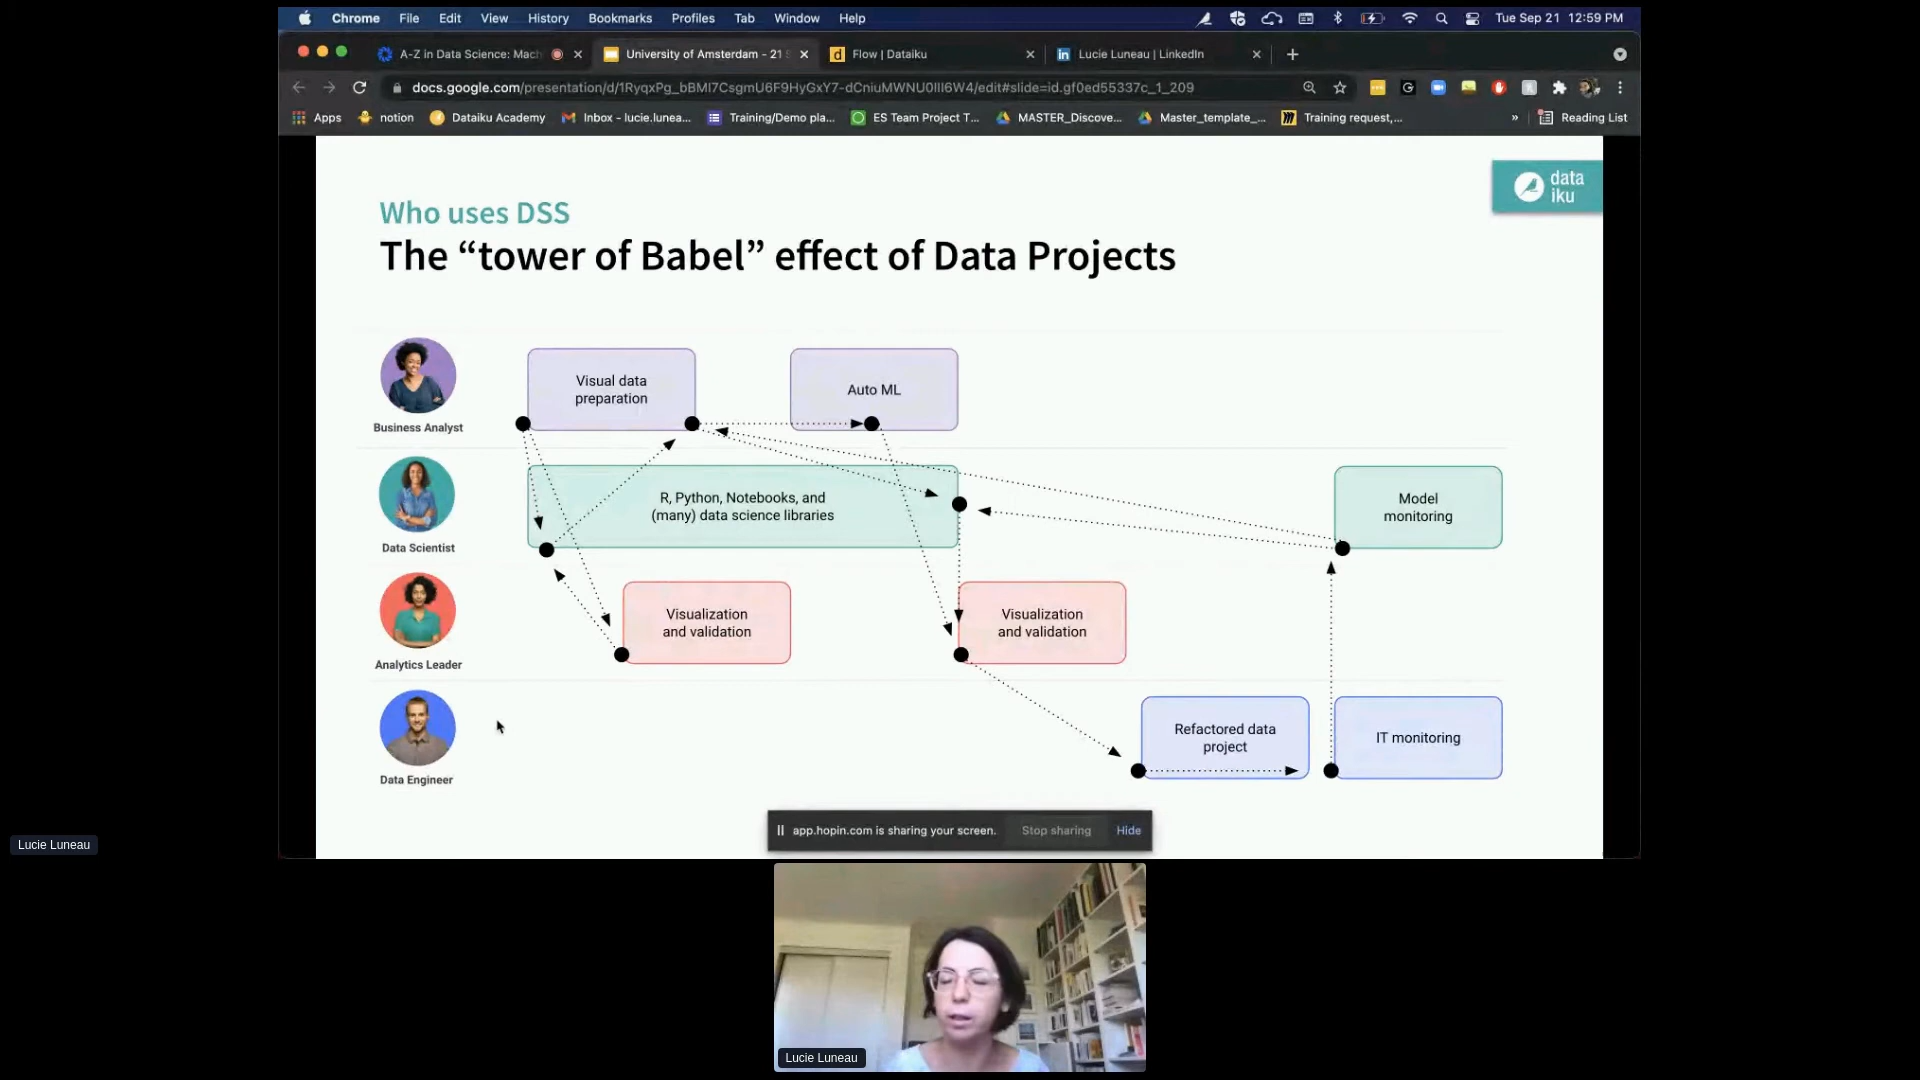 Chrome File Edit View History Bookmarks Profiles Tab Window Help
Tue Sep 21 12:59 PM
A-Z in Data Science: Mach
University of Amsterdam - 21 S
Flow | Dataiku
Lucie Luneau | LinkedIn
docs.google.com/presentation/d/1RyqxPg_bBMI7CsgmU6F9HyGxY7-dCniuMWNU0IlI6W4/edit#slide=id.gf0ed55337c_1_209
Apps
notion
Dataiku Academy
Inbox - lucie.lunea...
Training/Demo pla...
ES Team Project T...
MASTER_Discove...
Master_template_...
Training request,...
»
Reading List
data
iku
Who uses DSS
The “tower of Babel” effect of Data Projects
Business Analyst
Visual data
preparation
Auto ML
Data Scientist
R, Python, Notebooks, and
(many) data science libraries
Model
monitoring
Analytics Leader
Visualization
and validation
Visualization
and validation
Data Engineer
Refactored data
project
IT monitoring
app.hopin.com is sharing your screen.
Stop sharing
Hide
Lucie Luneau
Lucie Luneau